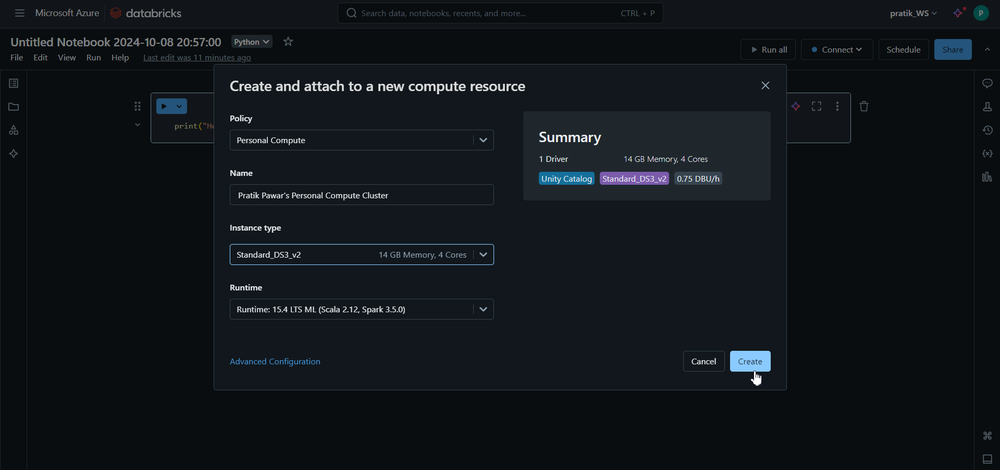 Microsoft Azure databricks
Search data, notebooks, recents, and more... CTRL + P
pratik_WS P
Untitled Notebook 2024-10-08 20:57:00 Python
File Edit View Run Help Last edit was 11 minutes ago
Run all Connect Schedule Share
print("He
Create and attach to a new compute resource
Policy
Personal Compute
Name
Pratik Pawar's Personal Compute Cluster
Instance type
Standard_DS3_v2 14 GB Memory, 4 Cores
Runtime
Runtime: 15.4 LTS ML (Scala 2.12, Spark 3.5.0)
Summary
1 Driver 14 GB Memory, 4 Cores
Unity Catalog Standard_DS3_v2 0.75 DBU/h
Advanced Configuration
Cancel Create